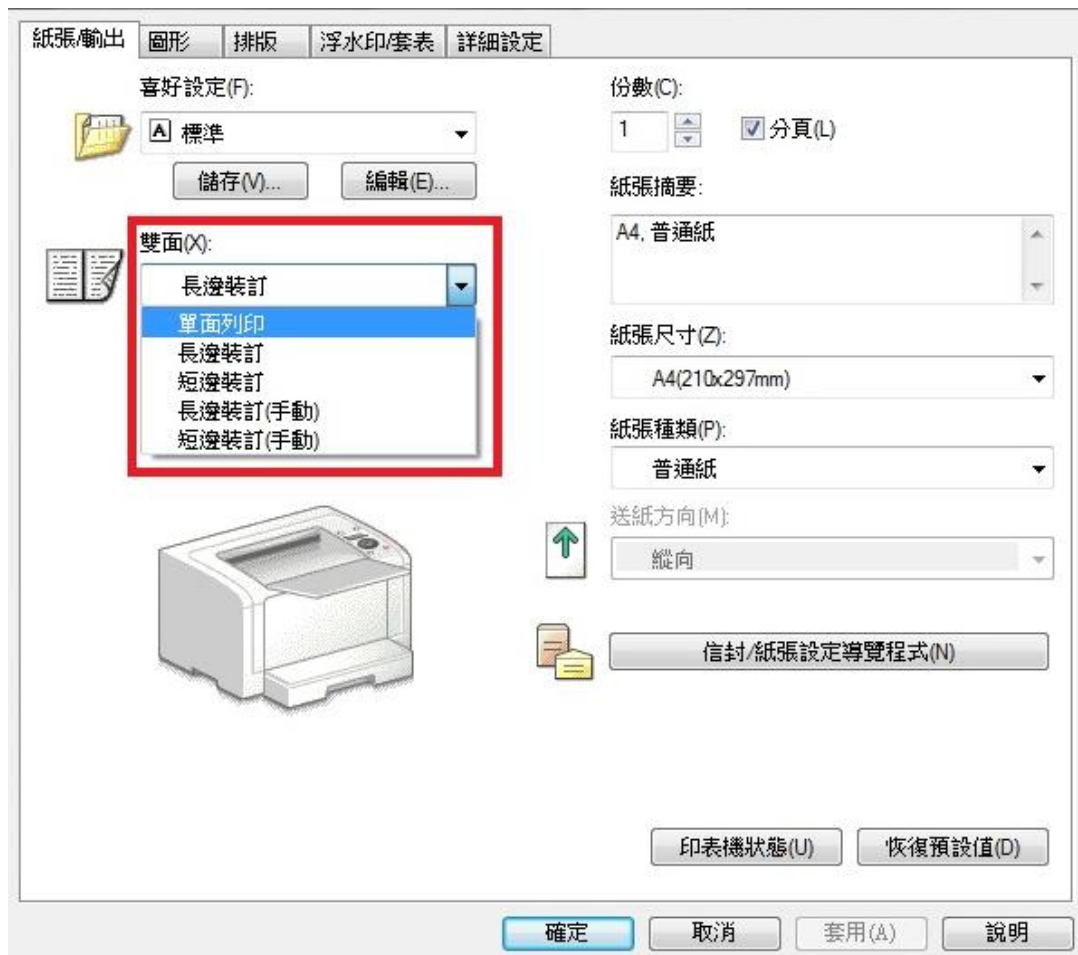 紙張/輸出
圖形
排版
浮水印/套表
詳細設定
喜好設定(F):
標準
儲存(V)...
編輯(E)...
雙面(X):
長邊裝訂
單面列印
長邊裝訂
短邊裝訂
長邊裝訂(手動)
短邊裝訂(手動)
份數(C):
1
分頁(L)
紙張摘要:
A4, 普通紙
紙張尺寸(Z):
A4(210x297mm)
紙張種類(P):
普通紙
送紙方向(M):
縱向
信封/紙張設定導覽程式(N)
印表機狀態(U)
恢復預設值(D)
確定
取消
套用(A)
說明